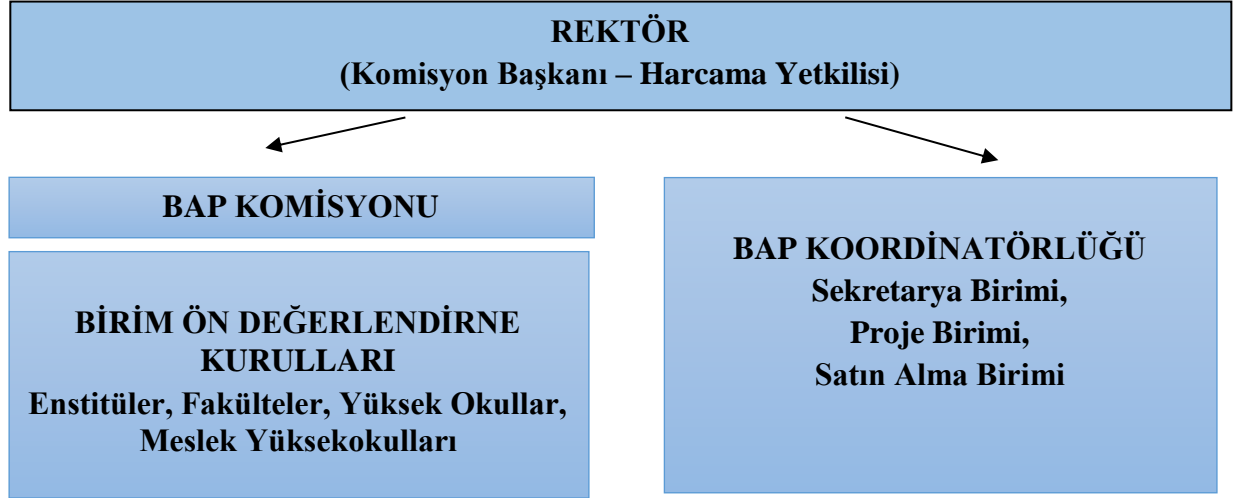 REKTÖR
(Komisyon Başkanı – Harcama Yetkilisi)
BAP KOMİSYONU
BİRİM ÖN DEĞERLENDİRNE
KURULLARI
Enstitüler, Fakülteler, Yüksek Okullar,
Meslek Yüksekokulları
BAP KOORDİNATÖRLÜĞÜ
Sekretarya Birimi,
Proje Birimi,
Satın Alma Birimi